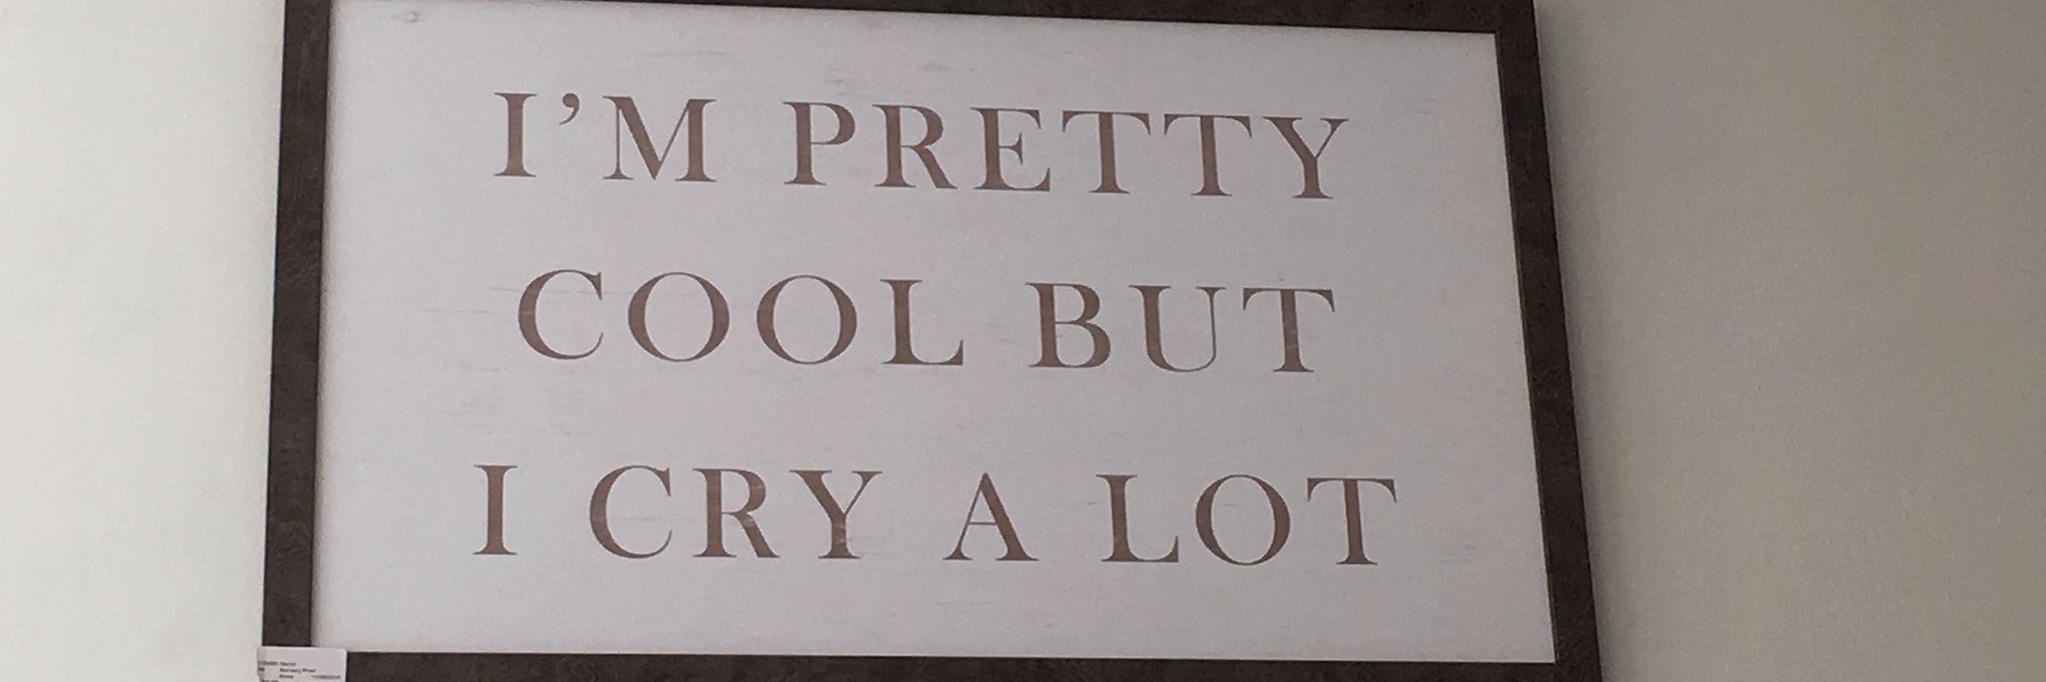 I'M PRETTY
COOL BUT
I CRY A LOT